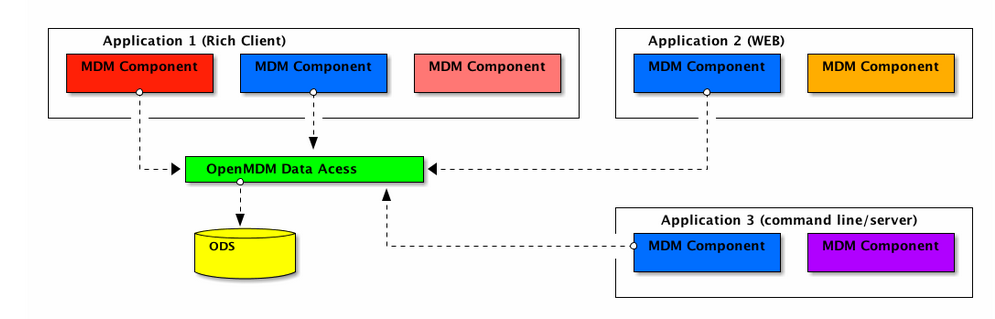 Application 1 (Rich Client)
MDM Component
MDM Component
MDM Component
Application 2 (WEB)
MDM Component
MDM Component
OpenMDM Data Acess
ODS
Application 3 (command line/server)
MDM Component
MDM Component